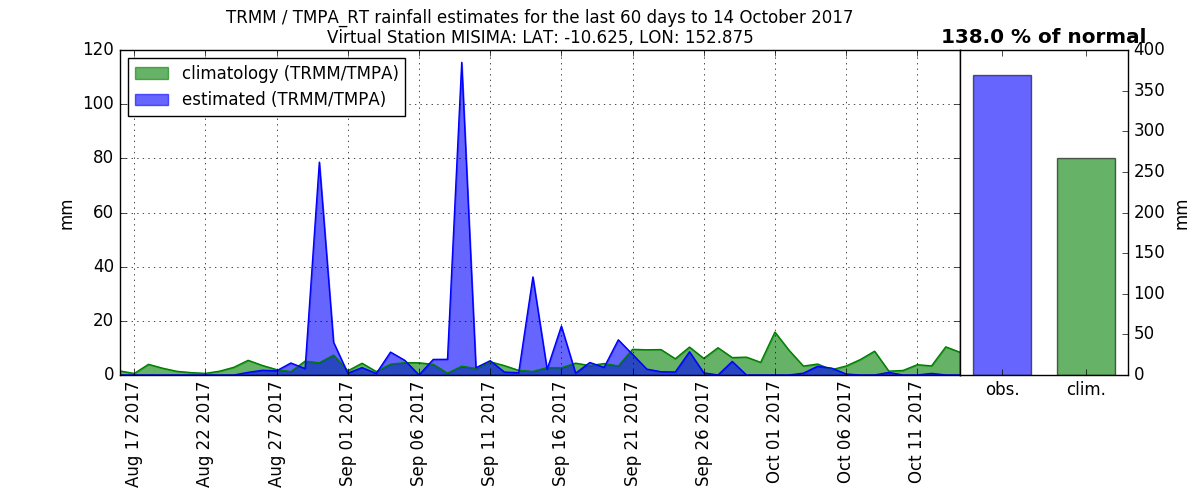 TRMM / TMPA_RT rainfall estimates for the last 60 days to 14 October 2017
Virtual Station MISIMA: LAT: -10.625, LON: 152.875
138.0 % of normal
climatology (TRMM/TMPA)
estimated (TRMM/TMPA)
mm
120
100
80
60
40
20
0
Aug 17 2017
Aug 22 2017
Aug 27 2017
Sep 01 2017
Sep 06 2017
Sep 11 2017
Sep 16 2017
Sep 21 2017
Sep 26 2017
Oct 01 2017
Oct 06 2017
Oct 11 2017
400
350
300
250
200
150
100
50
0
mm
obs.
clim.